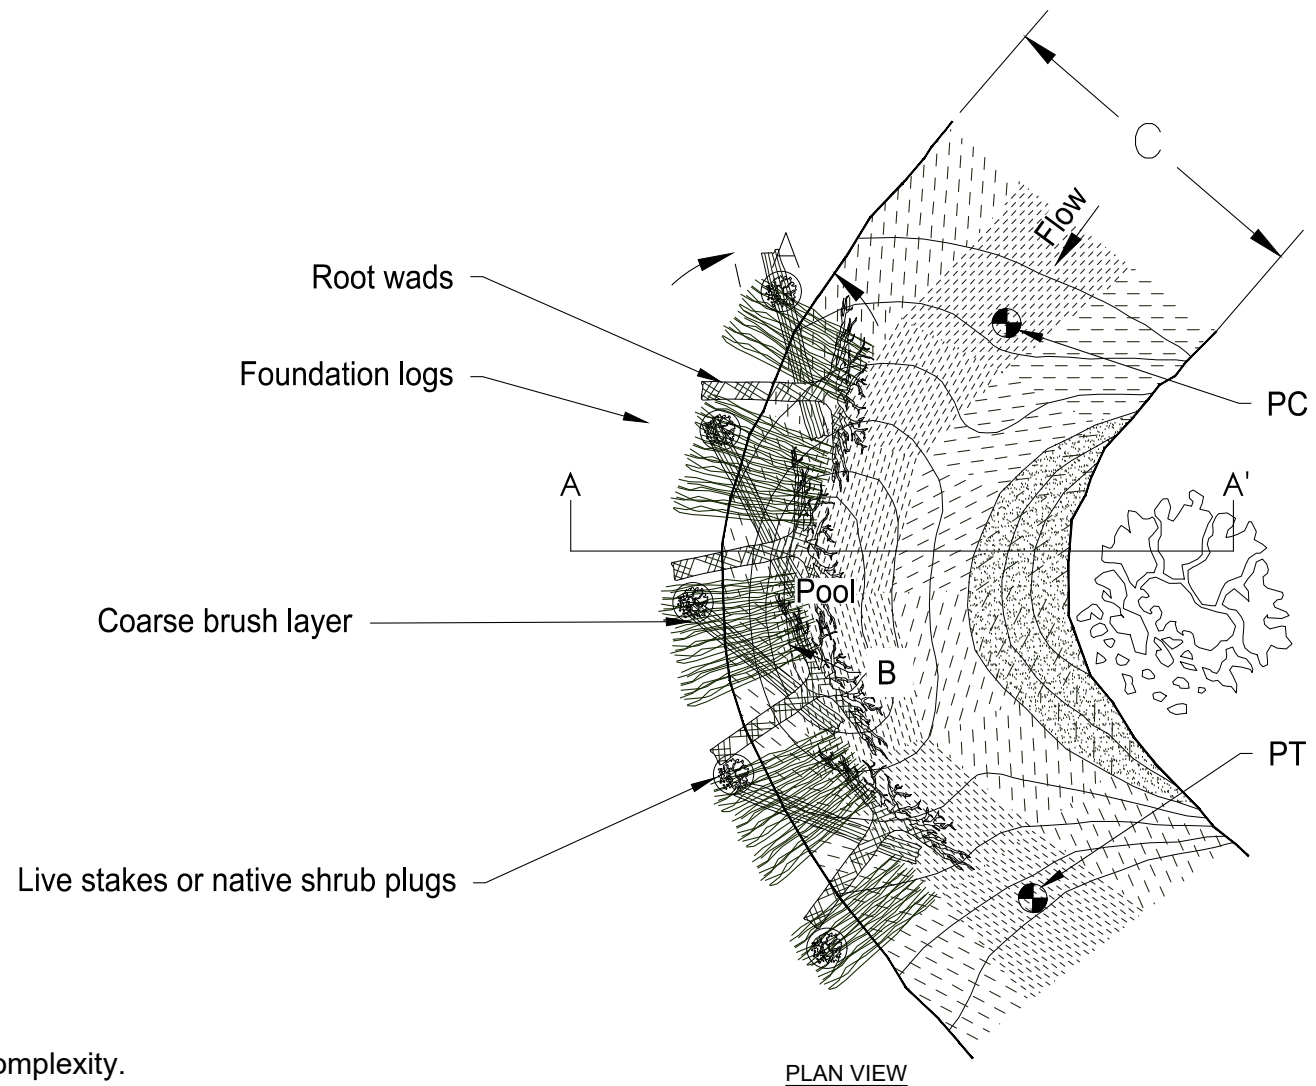 C
Flow
A
Root wads
Foundation logs
PC
A
A'
Pool
Coarse brush layer
B
PT
Live stakes or native shrub plugs
omplexity.
PLAN VIEW